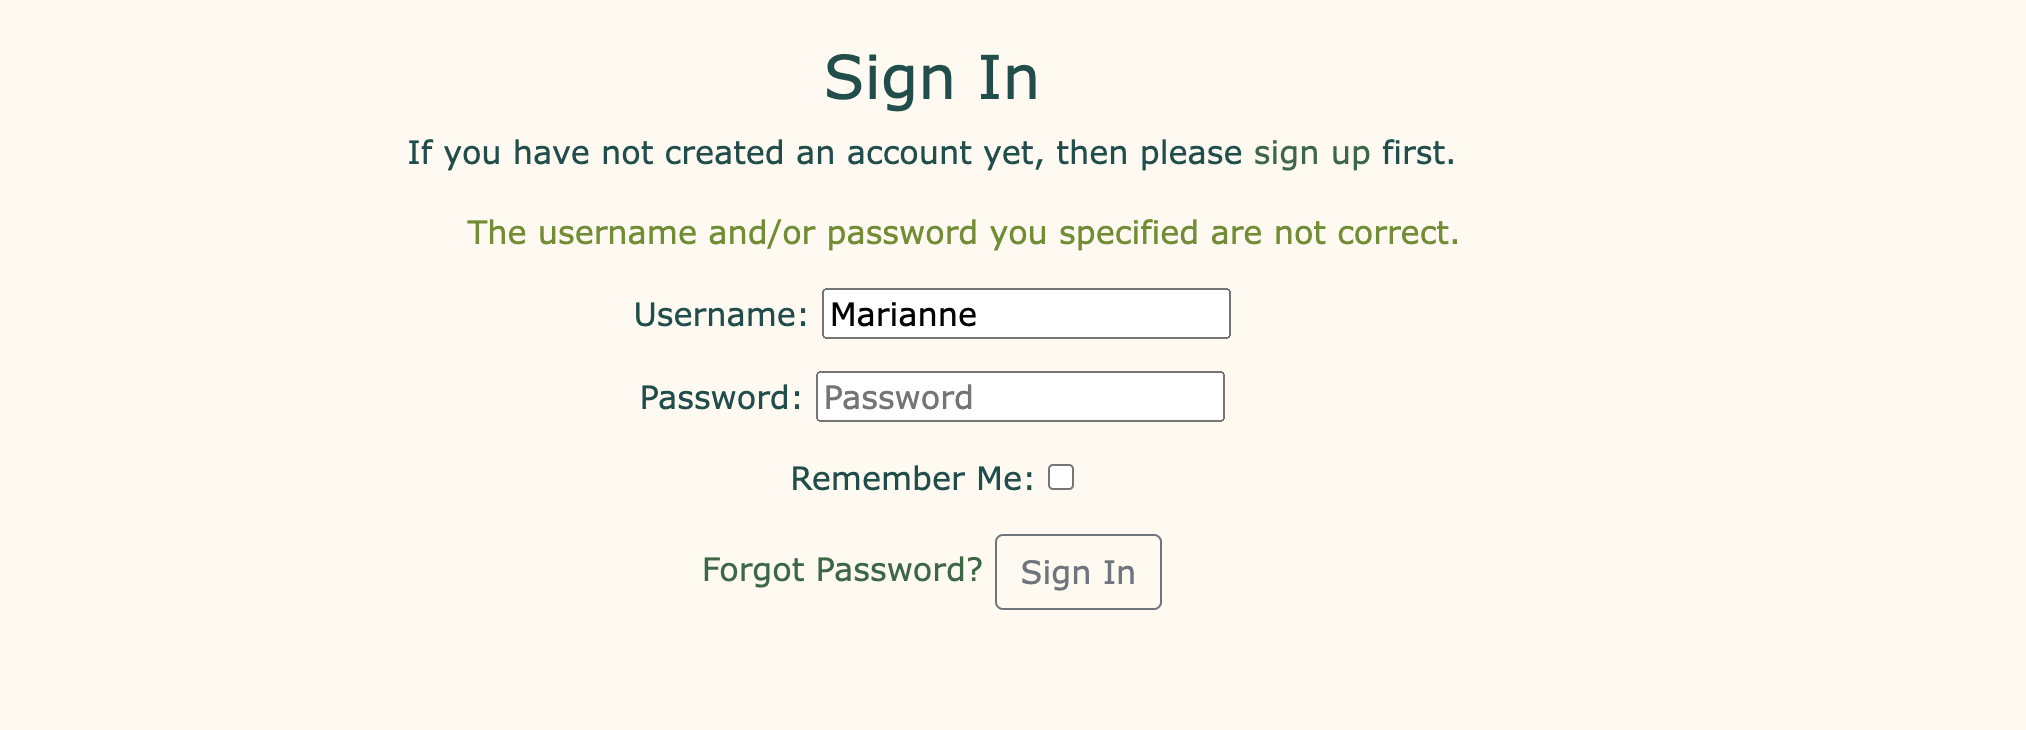 Sign In
If you have not created an account yet, then please sign up first.
The username and/or password you specified are not correct.
Username: Marianne
Password: Password
Remember Me:
Forgot Password? Sign In